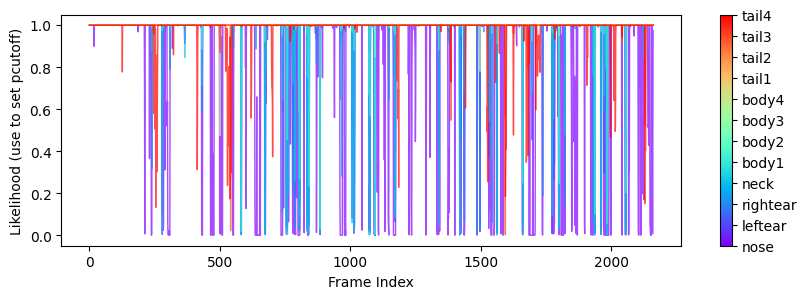 Likelihood (use to set pcutoff)
1.0
0.8
0.6
0.4
0.2
0.0
0
500
1000
1500
2000
Frame Index
tail4
tail3
tail2
tail1
body4
body3
body2
body1
neck
rightear
leftear
nose